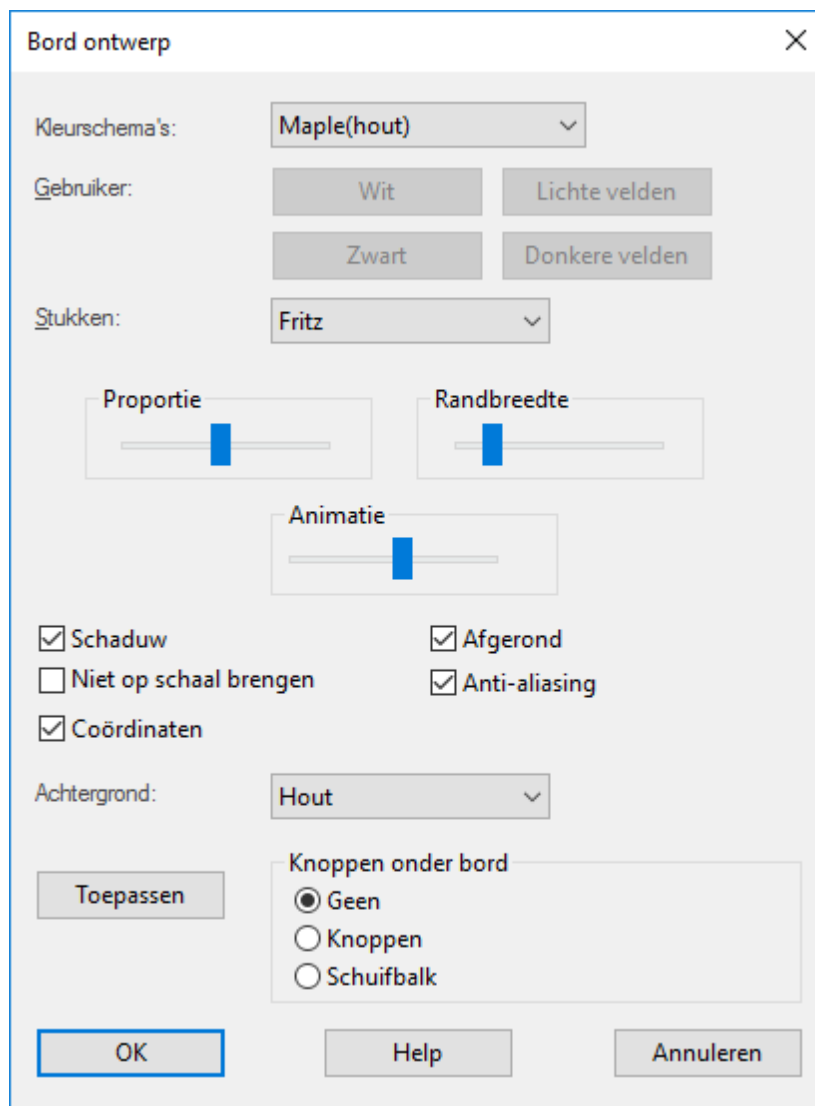 Bord ontwerp
Kleurschema's: Maple(hout)
Gebruiker: Wit Lichte velden
Zwart Donkere velden
Stukken: Fritz
Proportie Randbreedte
Animatie
Schaduw Afgerond
Niet op schaal brengen Anti-aliasing
Coördinaten
Achtergrond: Hout
Knoppen onder bord
Toepassen Geen
Knoppen
Schuifbalk
OK Help Annuleren